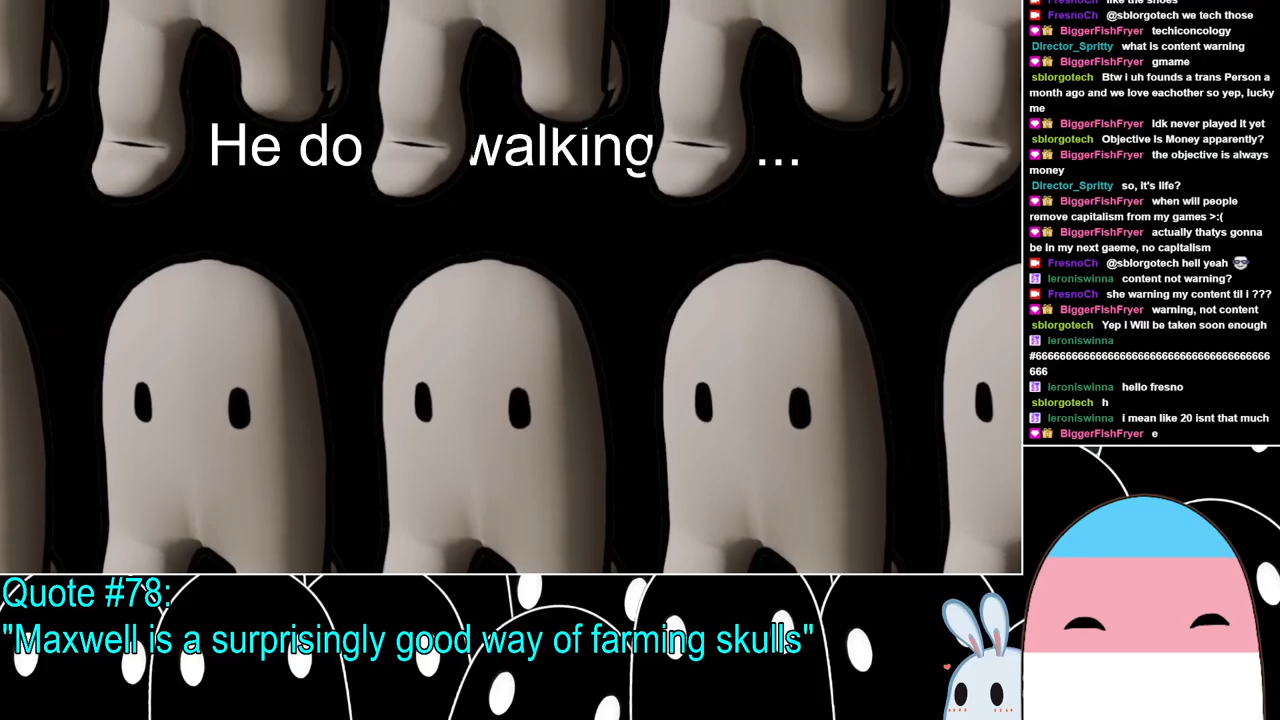 He do walking ...
like the shoes
FresnoCh @sblorgotech we tech those
BiggerFishFryer techiconcology
Director_Spritty what is content warning
BiggerFishFryer gmame
sblorgotech Btw i uh founds a trans Person a
month ago and we love eachother so yep, lucky
me
BiggerFishFryer Idk never played it yet
sblorgotech Objective is Money apparently?
BiggerFishFryer the objective is always
money
Director_Spritty so, it's life?
BiggerFishFryer when will people
remove capitalism from my games >:(
BiggerFishFryer actually thatys gonna
be in my next gaeme, no capitalism
FresnoCh @sblorgotech hell yeah
leroniswinna content not warning?
FresnoCh she warning my content til i ???
BiggerFishFryer warning, not content
sblorgotech Yep i Will be taken soon enough
leroniswinna
leroniswinna hello fresno
sblorgotech h
leroniswinna i mean like 20 isnt that much
BiggerFishFryer e
Quote #78:
"Maxwell is a surprisingly good way of farming skulls"